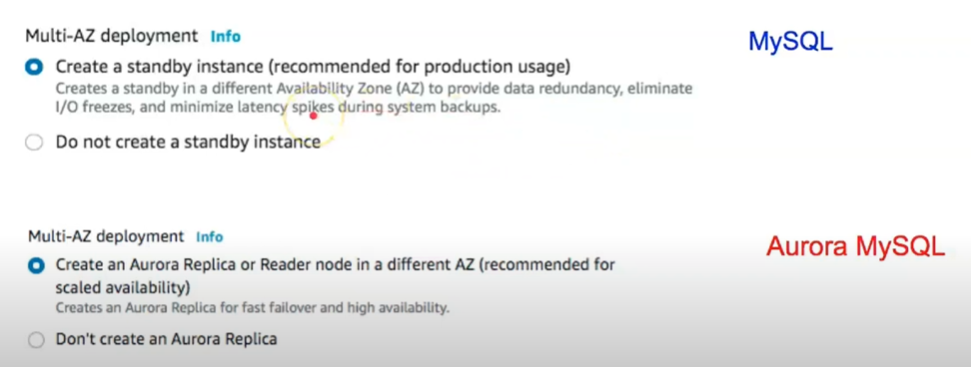 Multi-AZ deployment Info
MySQL
Create a standby instance (recommended for production usage)
Creates a standby in a different Availability Zone (AZ) to provide data redundancy, eliminate
I/O freezes, and minimize latency spikes during system backups.
Do not create a standby instance
Multi-AZ deployment Info
Aurora MySQL
Create an Aurora Replica or Reader node in a different AZ (recommended for
scaled availability)
Creates an Aurora Replica for fast failover and high availability.
Don't create an Aurora Replica